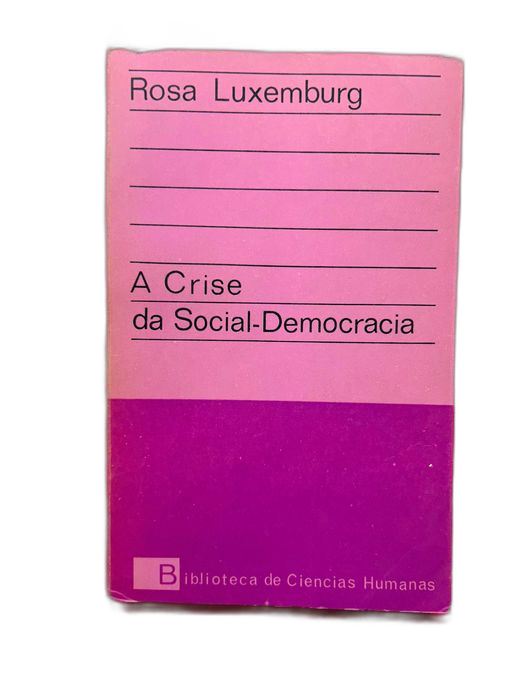 Rosa Luxemburg
A Crise
da Social-Democracia
Biblioteca de Ciencias Humanas